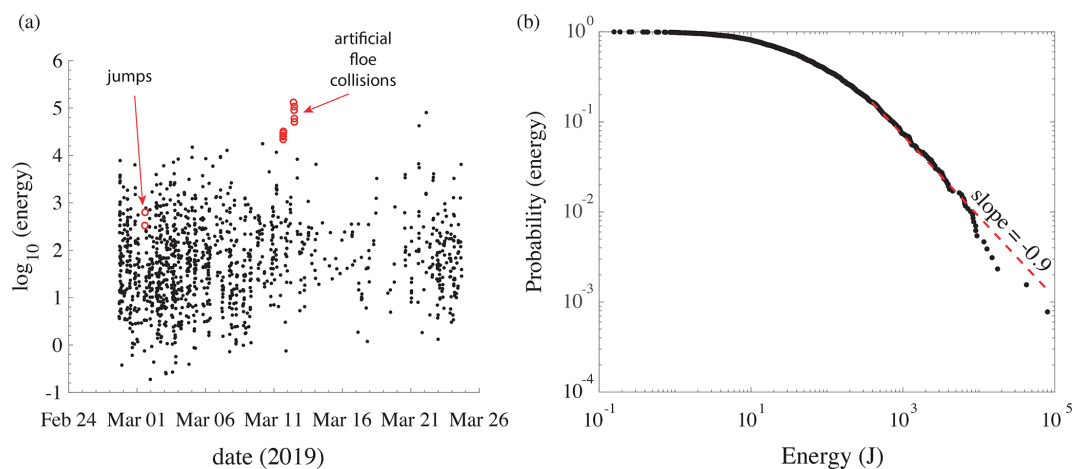 (a)
jumps
artificial
floe
collisions
log10 (energy)
6
5
4
3
2
1
0
-1
Feb 24 Mar 01 Mar 06 Mar 11 Mar 16 Mar 21 Mar 26
date (2019)
(b)
Probability (energy)
10^0
10^-1
10^-2
10^-3
10^-4
slope = -0.9
10^-1 10^1 10^3 10^5
Energy (J)